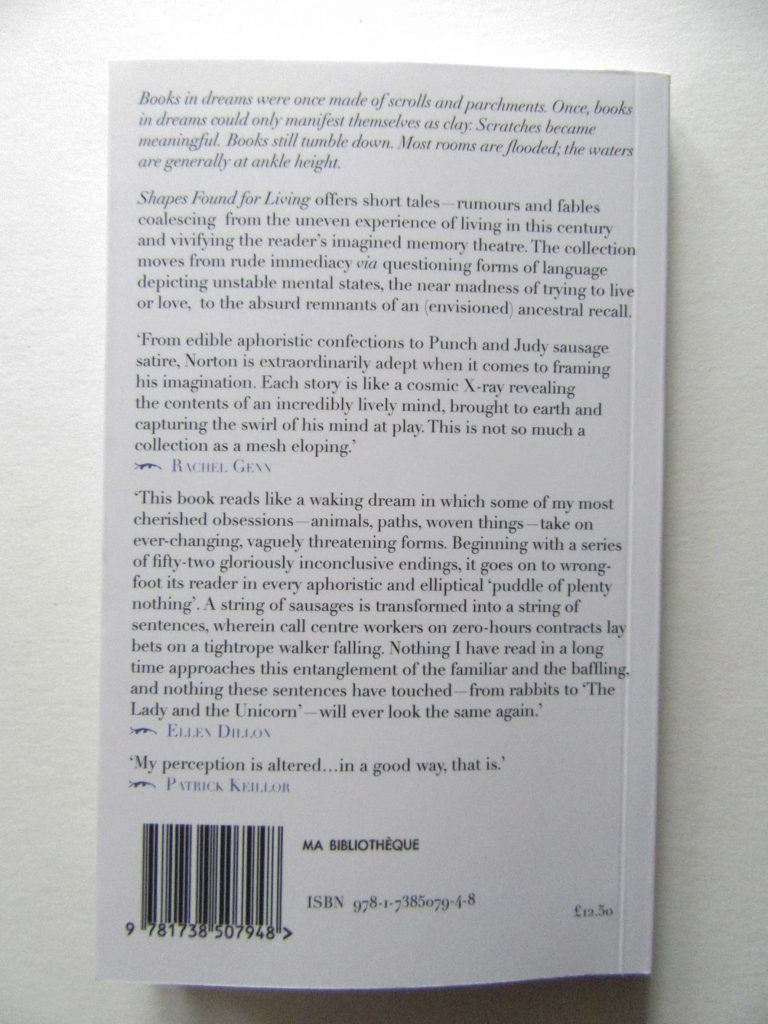 Books in dreams were once made of scrolls and parchments. Once, books
in dreams could only manifest themselves as clay. Scratches became
meaningful. Books still tumble down. Most rooms are flooded; the waters
are generally at ankle height.
Shapes Found for Living offers short tales—rumours and fables
coalescing from the uneven experience of living in this century
and vivifying the reader's imagined memory theatre. The collection
moves from rude immediacy via questioning forms of language
depicting unstable mental states, the near madness of trying to live
or love, to the absurd remnants of an (envisioned) ancestral recall.
'From edible aphoristic confections to Punch and Judy sausage
satire, Norton is extraordinarily adept when it comes to framing
his imagination. Each story is like a cosmic X-ray revealing
the contents of an incredibly lively mind, brought to earth and
capturing the swirl of his mind at play. This is not so much a
collection as a mesh eloping.'
RACHEL GENN
'This book reads like a waking dream in which some of my most
cherished obsessions—animals, paths, woven things—take on
ever-changing, vaguely threatening forms. Beginning with a series
of fifty-two gloriously inconclusive endings, it goes on to wrong-
foot its reader in every aphoristic and elliptical 'puddle of plenty
nothing'. A string of sausages is transformed into a string of
sentences, wherein call centre workers on zero-hours contracts lay
bets on a tightrope walker falling. Nothing I have read in a long
time approaches this entanglement of the familiar and the baffling,
and nothing these sentences have touched—from rabbits to 'The
Lady and the Unicorn'—will ever look the same again.'
ELLEN DILLON
'My perception is altered…in a good way, that is.'
PATRICK KEILLOR
MA BIBLIOTHÈQUE
ISBN 978-1-7385079-4-8
£12.50
9 781738 507948 >